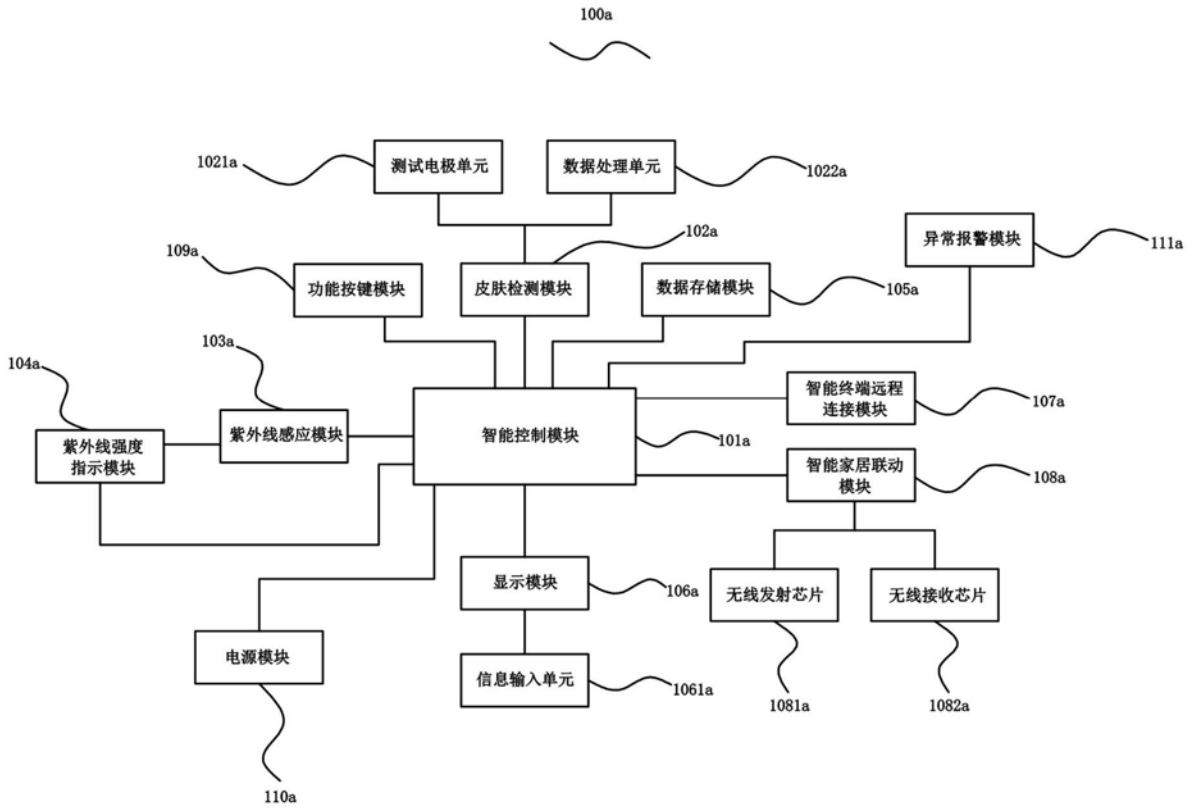 100a
1021a
测试电极单元
数据处理单元
1022a
109a
功能按键模块
102a
皮肤检测模块
数据存储模块
105a
异常报警模块
111a
104a
103a
紫外线强度
指示模块
紫外线感应模块
智能控制模块
101a
智能终端远程
连接模块
107a
智能家居联动
模块
108a
显示模块
106a
无线发射芯片
无线接收芯片
电源模块
信息输入单元
1061a
1081a
1082a
110a